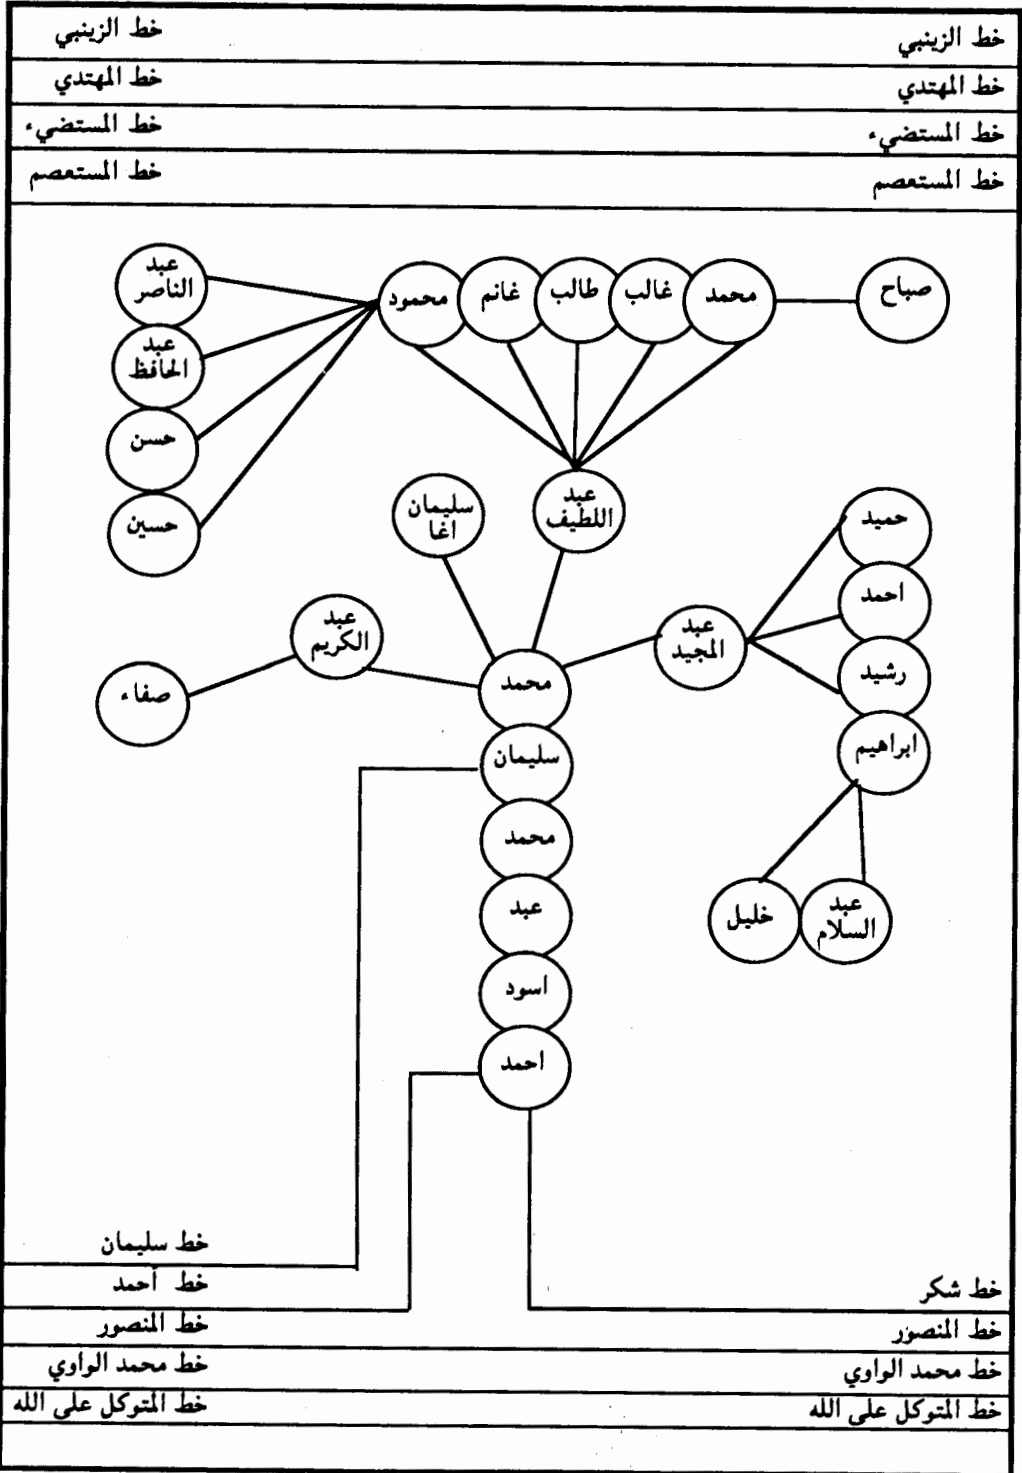 خط الزينبي
خط الزينبي
خط المهتدي
خط المهتدي
خط المستضيء
خط المستضيء
خط المستعصم
خط المستعصم
صباح
محمد
غالب
طالب
غانم
محمود
عبد
الناصر
عبد
الحافظ
حسن
حسين
عبد
اللطيف
سليمان
اغا
حميد
احمد
رشيد
ابراهيم
عبد
المجيد
عبد
الكريم
صفاء
محمد
سليمان
محمد
عبد
اسود
احمد
عبد
السلام
خليل
خط سليمان
خط شكر
خط أحمد
خط المنصور
خط المنصور
خط محمد الواوي
خط محمد الواوي
خط المتوكل على الله
خط المتوكل على الله